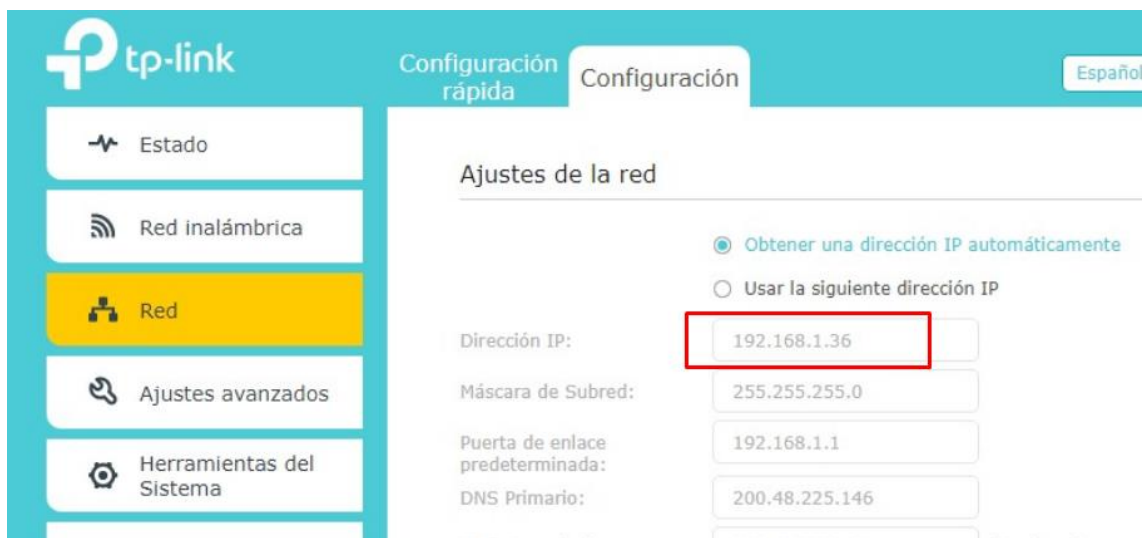 tp-link
Configuración
rápida
Configuración
Español
Estado
Red inalámbrica
Red
Ajustes avanzados
Herramientas del
Sistema
Ajustes de la red
Obtener una dirección IP automáticamente
Usar la siguiente dirección IP
Dirección IP:
192.168.1.36
Máscara de Subred:
255.255.255.0
Puerta de enlace
predeterminada:
192.168.1.1
DNS Primario:
200.48.225.146